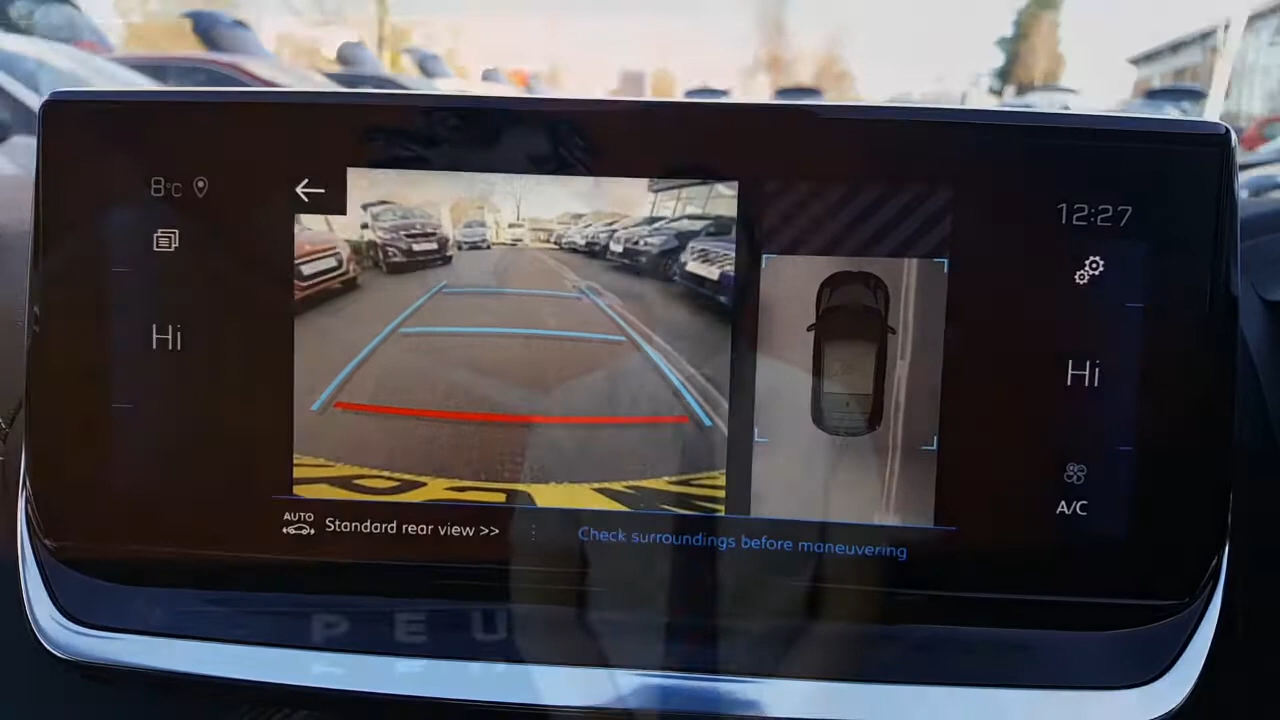 8°C
12:27
Hi
Hi
A/C
AUTO
Standard rear view >>
Check surroundings before maneuvering
P E U